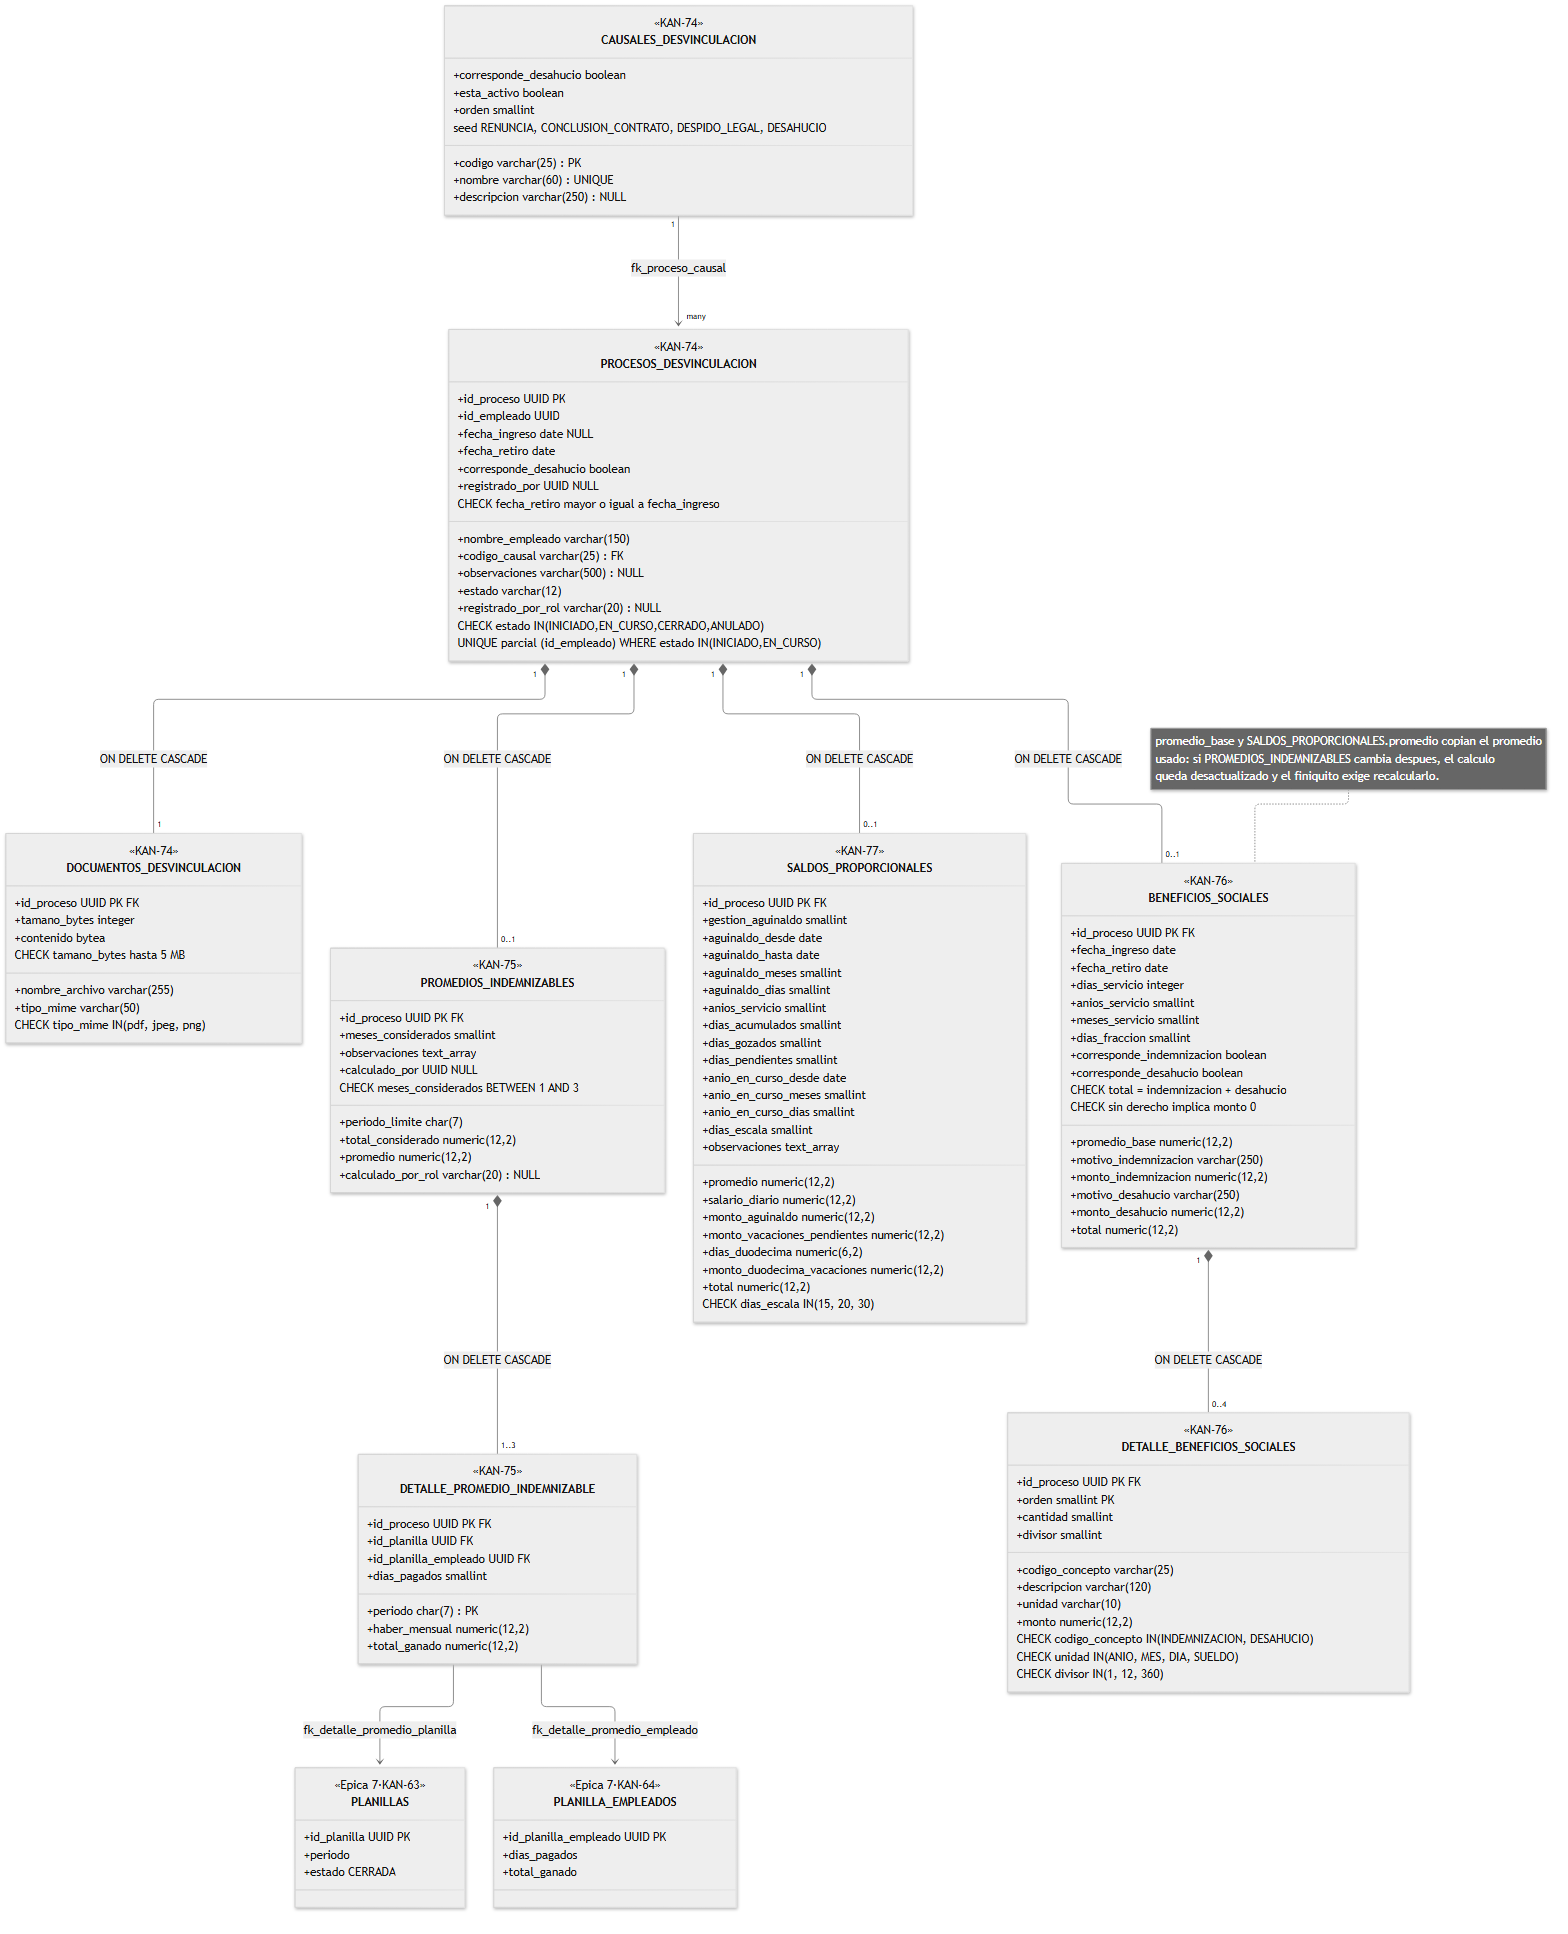 «KAN-74»
CAUSALES_DESVINCULACION
+corresponde_desahucio boolean
+esta_activo boolean
+orden smallint
seed RENUNCIA, CONCLUSION_CONTRATO, DESPIDO_LEGAL, DESAHUCIO
+codigo varchar(25) : PK
+nombre varchar(60) : UNIQUE
+descripcion varchar(250) : NULL
1
fk_proceso_causal
many
«KAN-74»
PROCESOS_DESVINCULACION
+id_proceso UUID PK
+id_empleado UUID
+fecha_ingreso date NULL
+fecha_retiro date
+corresponde_desahucio boolean
+registrado_por UUID NULL
CHECK fecha_retiro mayor o igual a fecha_ingreso
+nombre_empleado varchar(150)
+codigo_causal varchar(25) : FK
+observaciones varchar(500) : NULL
+estado varchar(12)
+registrado_por_rol varchar(20) : NULL
CHECK estado IN(INICIADO,EN_CURSO,CERRADO,ANULADO)
UNIQUE parcial (id_empleado) WHERE estado IN(INICIADO,EN_CURSO)
1
1
1
1
ON DELETE CASCADE
ON DELETE CASCADE
ON DELETE CASCADE
ON DELETE CASCADE
promedio_base y SALDOS_PROPORCIONALES.promedio copian el promedio
usado: si PROMEDIOS_INDEMNIZABLES cambia despues, el calculo
queda desactualizado y el finiquito exige recalcularlo.
1
«KAN-74»
DOCUMENTOS_DESVINCULACION
+id_proceso UUID PK FK
+tamano_bytes integer
+contenido bytea
CHECK tamano_bytes hasta 5 MB
+nombre_archivo varchar(255)
+tipo_mime varchar(50)
CHECK tipo_mime IN(pdf, jpeg, png)
0..1
«KAN-75»
PROMEDIOS_INDEMNIZABLES
+id_proceso UUID PK FK
+meses_considerados smallint
+observaciones text_array
+calculado_por UUID NULL
CHECK meses_considerados BETWEEN 1 AND 3
+periodo_limite char(7)
+total_considerado numeric(12,2)
+promedio numeric(12,2)
+calculado_por_rol varchar(20) : NULL
0..1
«KAN-77»
SALDOS_PROPORCIONALES
+id_proceso UUID PK FK
+gestion_aguinaldo smallint
+aguinaldo_desde date
+aguinaldo_hasta date
+aguinaldo_meses smallint
+aguinaldo_dias smallint
+anios_servicio smallint
+dias_acumulados smallint
+dias_gozados smallint
+dias_pendientes smallint
+anio_en_curso_desde date
+anio_en_curso_meses smallint
+anio_en_curso_dias smallint
+dias_escala smallint
+observaciones text_array
+promedio numeric(12,2)
+salario_diario numeric(12,2)
+monto_aguinaldo numeric(12,2)
+monto_vacaciones_pendientes numeric(12,2)
+dias_duodecima numeric(6,2)
+monto_duodecima_vacaciones numeric(12,2)
+total numeric(12,2)
CHECK dias_escala IN(15, 20, 30)
0..1
«KAN-76»
BENEFICIOS_SOCIALES
+id_proceso UUID PK FK
+fecha_ingreso date
+fecha_retiro date
+dias_servicio integer
+anios_servicio smallint
+meses_servicio smallint
+dias_fraccion smallint
+corresponde_indemnizacion boolean
+corresponde_desahucio boolean
CHECK total = indemnizacion + desahucio
CHECK sin derecho implica monto 0
+promedio_base numeric(12,2)
+motivo_indemnizacion varchar(250)
+monto_indemnizacion numeric(12,2)
+motivo_desahucio varchar(250)
+monto_desahucio numeric(12,2)
+total numeric(12,2)
1
ON DELETE CASCADE
1..3
1
ON DELETE CASCADE
0..4
«KAN-75»
DETALLE_PROMEDIO_INDEMNIZABLE
+id_proceso UUID PK FK
+id_planilla UUID FK
+id_planilla_empleado UUID FK
+dias_pagados smallint
+periodo char(7) : PK
+haber_mensual numeric(12,2)
+total_ganado numeric(12,2)
«KAN-76»
DETALLE_BENEFICIOS_SOCIALES
+id_proceso UUID PK FK
+orden smallint PK
+cantidad smallint
+divisor smallint
+codigo_concepto varchar(25)
+descripcion varchar(120)
+unidad varchar(10)
+monto numeric(12,2)
CHECK codigo_concepto IN(INDEMNIZACION, DESAHUCIO)
CHECK unidad IN(ANIO, MES, DIA, SUELDO)
CHECK divisor IN(1, 12, 360)
fk_detalle_promedio_planilla
fk_detalle_promedio_empleado
«Epica 7·KAN-63»
PLANILLAS
+id_planilla UUID PK
+periodo
+estado CERRADA
«Epica 7·KAN-64»
PLANILLA_EMPLEADOS
+id_planilla_empleado UUID PK
+dias_pagados
+total_ganado